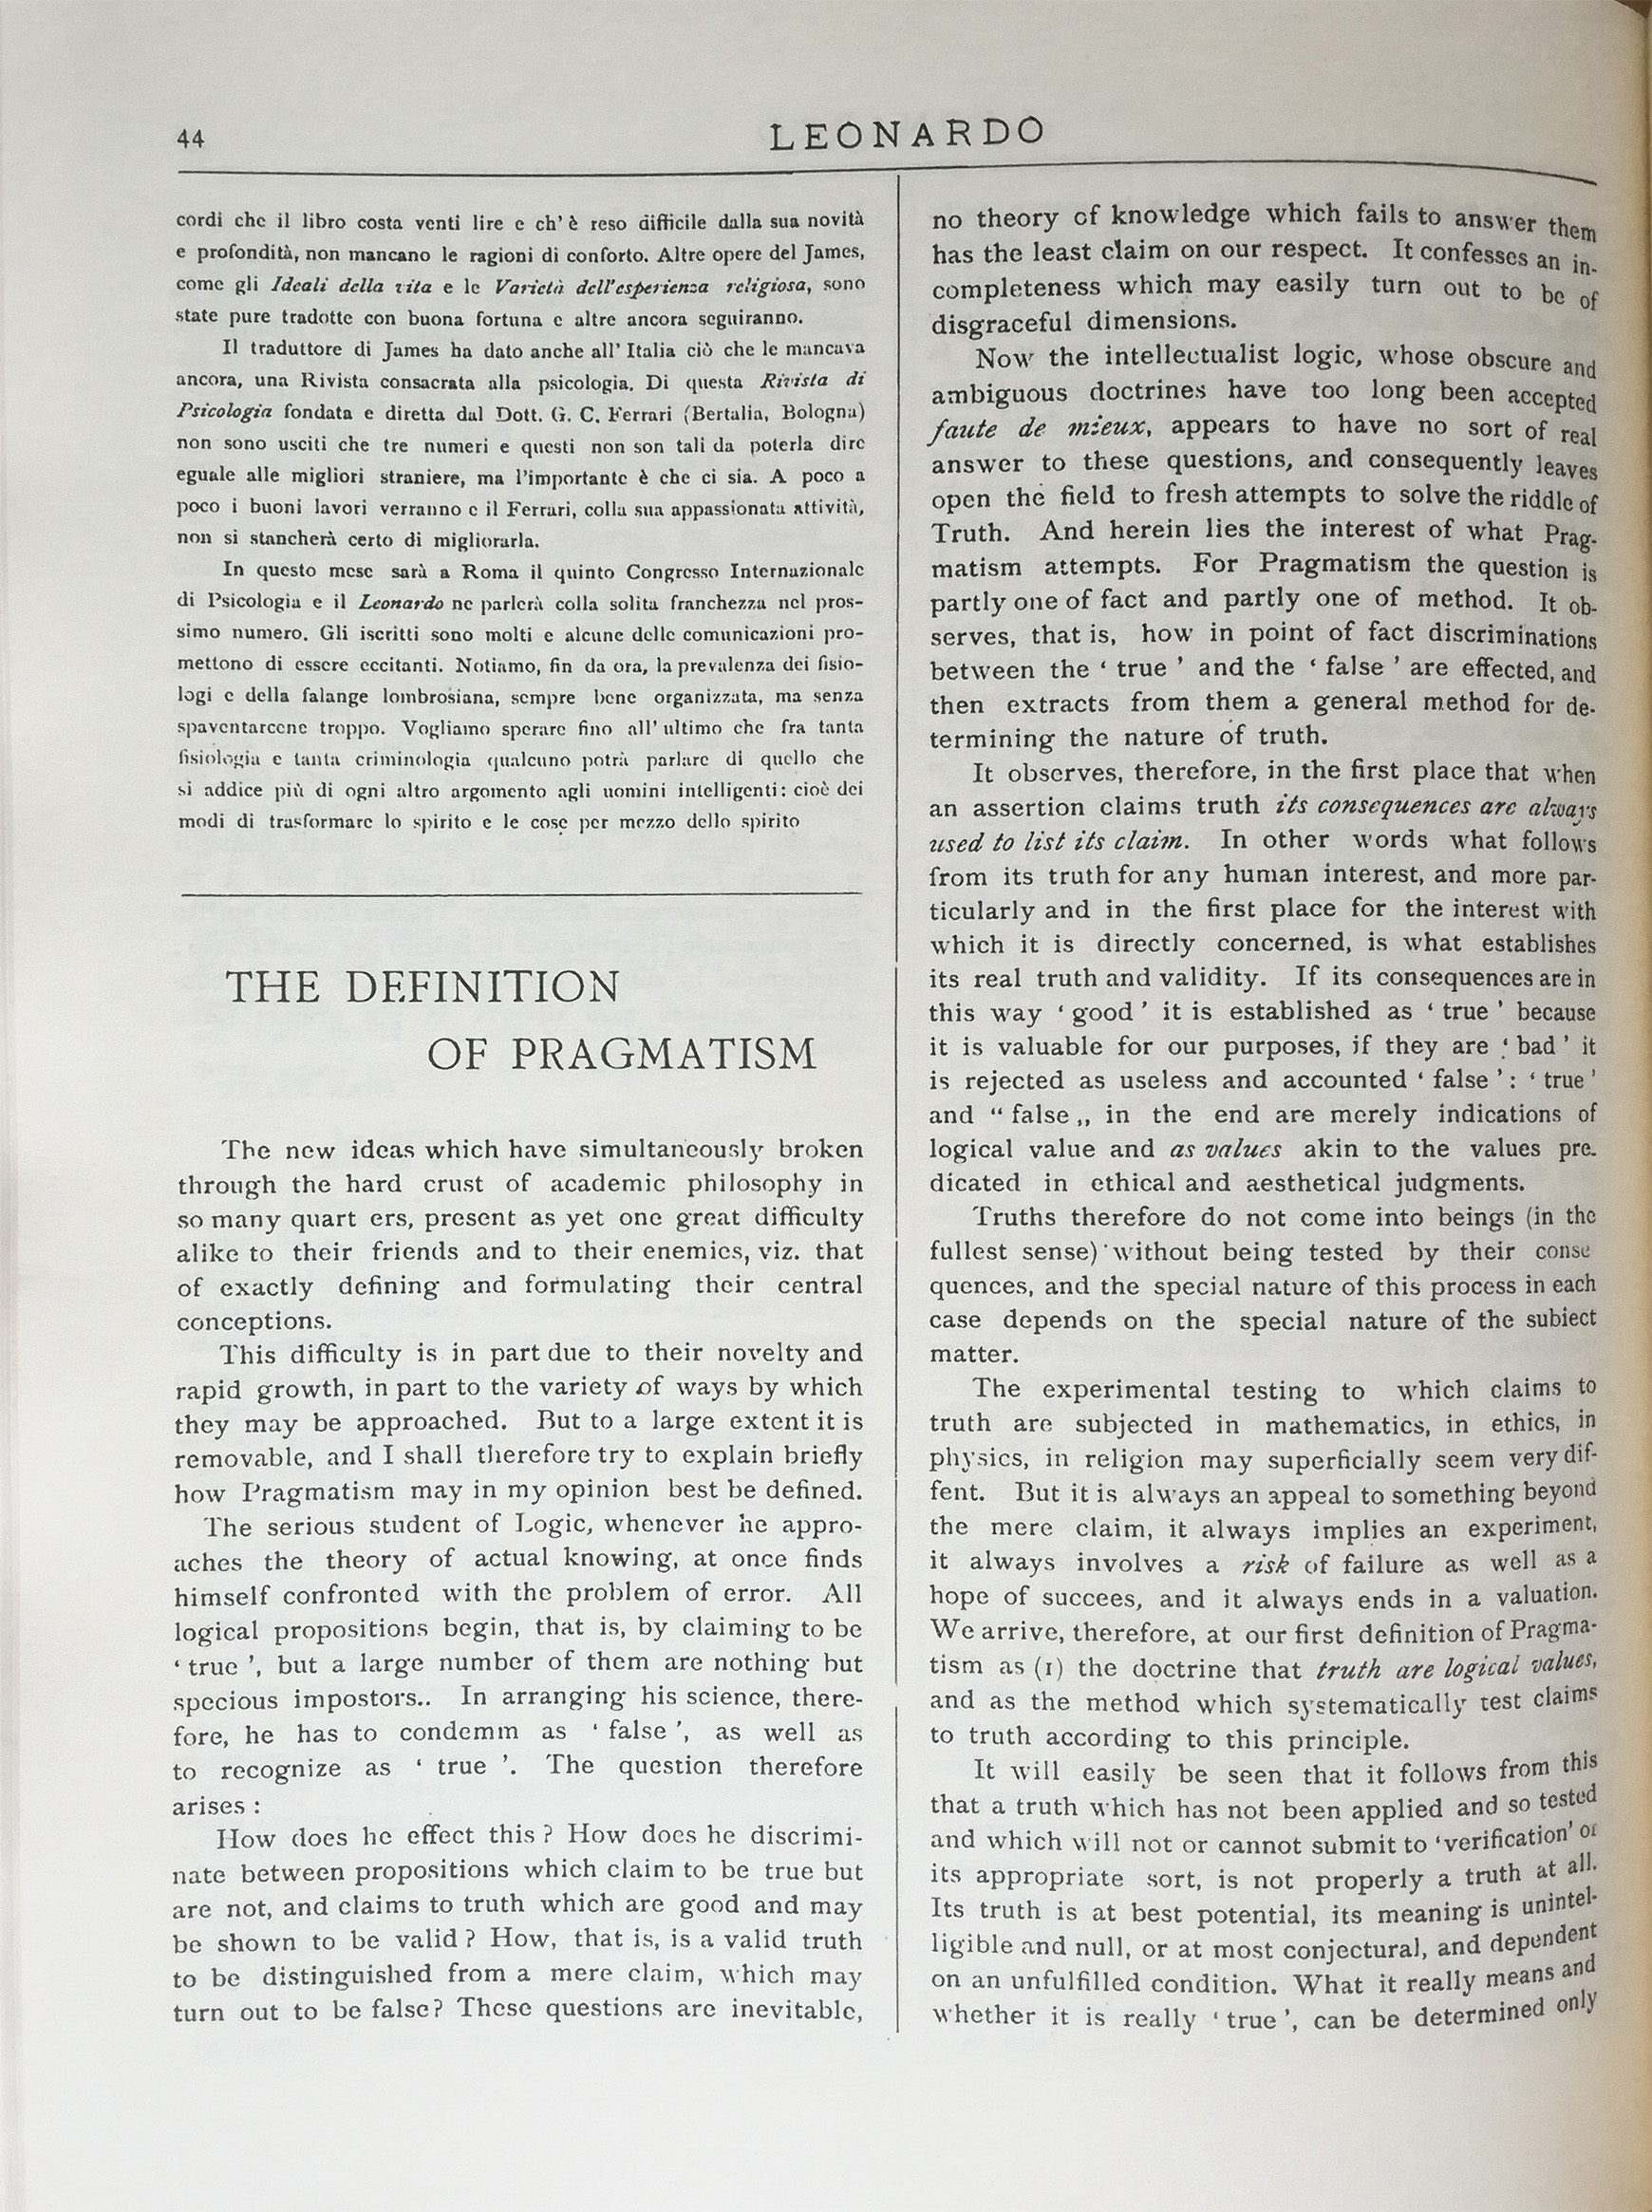 44
LEONARDO
cordi che il libro costa venti lire e ch' è reso difficile dalla sua novità
e profondità, non mancano le ragioni di conforto. Altre opere del James,
come gli Ideali della vita e le Varietà dell'esperienza religiosa, sono
state pure tradotte con buona fortuna e altre ancora seguiranno.
Il traduttore di James ha dato anche all' Italia ciò che le mancava
ancora, una Rivista consacrata alla psicologia. Di questa Rivista di
Psicologia fondata e diretta dal Dott. G. C. Ferrari (Bertalia, Bologna)
non sono usciti che tre numeri e questi non son tali da poterla dire
eguale alle migliori straniere, ma l'importante è che ci sia. A poco a
poco i buoni lavori verranno e il Ferrari, colla sua appassionata attività,
non si stancherà certo di migliorarla.
In questo mese sarà a Roma il quinto Congresso Internazionale
di Psicologia e il Leonardo ne parlerà colla solita franchezza nel pros-
simo numero. Gli iscritti sono molti e alcune delle comunicazioni pro-
mettono di essere eccitanti. Notiamo, fin da ora, la prevalenza dei fisio-
logi e della falange lombrosiana, sempre bene organizzata, ma senza
spaventarcene troppo. Vogliamo sperare fino all' ultimo che fra tanta
fisiologia e tanta criminologia qualcuno potrà parlare di quello che
si addice più di ogni altro argomento agli uomini intelligenti: cioè dei
modi di trasformare lo spirito e le cose per mezzo dello spirito
THE DEFINITION
OF PRAGMATISM
The new ideas which have simultaneously broken
through the hard crust of academic philosophy in
so many quart ers, present as yet one great difficulty
alike to their friends and to their enemies, viz. that
of exactly defining and formulating their central
conceptions.
This difficulty is in part due to their novelty and
rapid growth, in part to the variety of ways by which
they may be approached. But to a large extent it is
removable, and I shall therefore try to explain briefly
how Pragmatism may in my opinion best be defined.
The serious student of Logic, whenever he appro-
aches the theory of actual knowing, at once finds
himself confronted with the problem of error. All
logical propositions begin, that is, by claiming to be
‘ true ’, but a large number of them are nothing but
specious impostors.. In arranging his science, there-
fore, he has to condemm as ‘ false ’, as well as
to recognize as ‘ true ’. The question therefore
arises :
How does he effect this ? How does he discrimi-
nate between propositions which claim to be true but
are not, and claims to truth which are good and may
be shown to be valid ? How, that is, is a valid truth
to be distinguished from a mere claim, which may
turn out to be false? These questions are inevitable,
no theory of knowledge which fails to answer them
has the least claim on our respect. It confesses an in-
completeness which may easily turn out to be of
disgraceful dimensions.
Now the intellectualist logic, whose obscure and
ambiguous doctrines have too long been accepted
faute de mieux, appears to have no sort of real
answer to these questions, and consequently leaves
open the field to fresh attempts to solve the riddle of
Truth. And herein lies the interest of what Prag-
matism attempts. For Pragmatism the question is
partly one of fact and partly one of method. It ob-
serves, that is, how in point of fact discriminations
between the ‘ true ’ and the ‘ false ’ are effected, and
then extracts from them a general method for de-
termining the nature of truth.
It observes, therefore, in the first place that when
an assertion claims truth its consequences are always
used to list its claim. In other words what follows
from its truth for any human interest, and more par-
ticularly and in the first place for the interest with
which it is directly concerned, is what establishes
its real truth and validity. If its consequences are in
this way ‘ good ’ it is established as ‘ true ’ because
it is valuable for our purposes, if they are ‘ bad ’ it
is rejected as useless and accounted ‘ false ’ : ‘ true ’
and “ false „ in the end are merely indications of
logical value and as values akin to the values pre-
dicated in ethical and aesthetical judgments.
Truths therefore do not come into beings (in the
fullest sense) without being tested by their conse
quences, and the special nature of this process in each
case depends on the special nature of the subiect
matter.
The experimental testing to which claims to
truth are subjected in mathematics, in ethics, in
physics, in religion may superficially seem very dif-
fent. But it is always an appeal to something beyond
the mere claim, it always implies an experiment,
it always involves a risk of failure as well as a
hope of succees, and it always ends in a valuation.
We arrive, therefore, at our first definition of Pragma-
tism as (1) the doctrine that truth are logical values,
and as the method which systematically test claims
to truth according to this principle.
It will easily be seen that it follows from this
that a truth which has not been applied and so tested
and which will not or cannot submit to ‘verification’ of
its appropriate sort, is not properly a truth at all.
Its truth is at best potential, its meaning is unintel-
ligible and null, or at most conjectural, and dependent
on an unfulfilled condition. What it really means and
whether it is really ‘ true ’, can be determined only